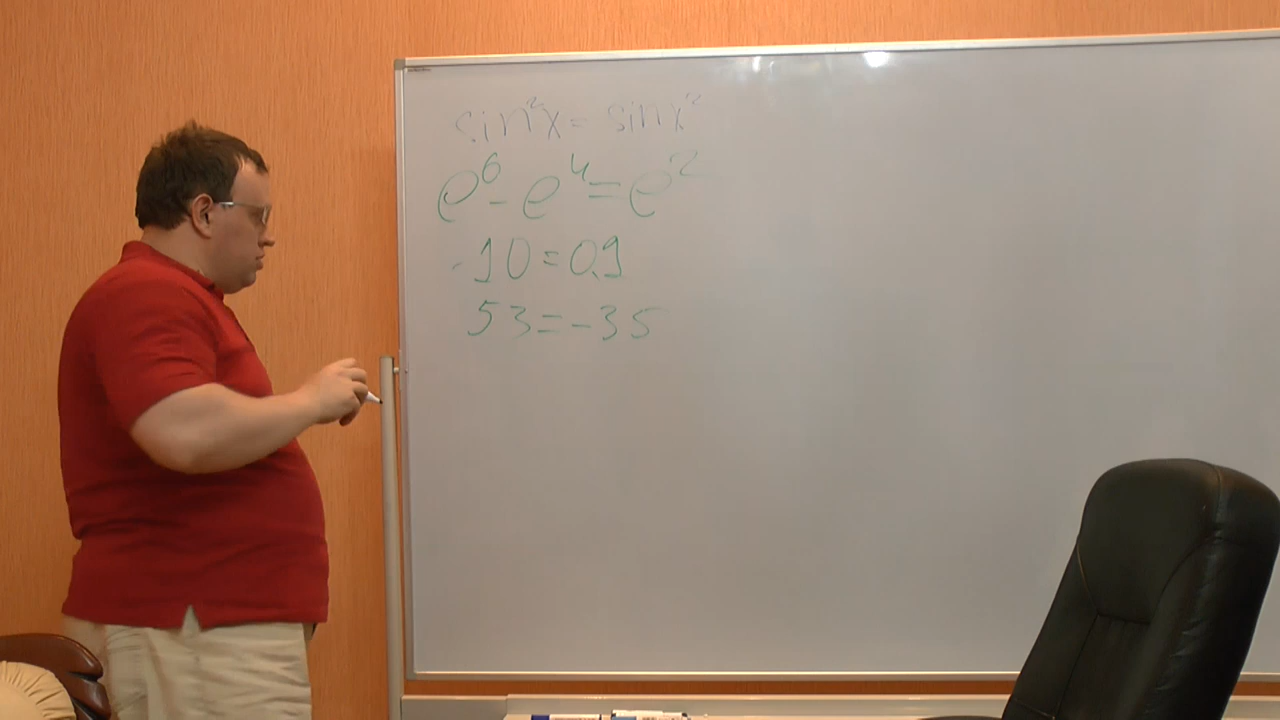 sin²x = sinx²
e⁶ - e⁴ = e²
-10 = 0,1
53 = -35